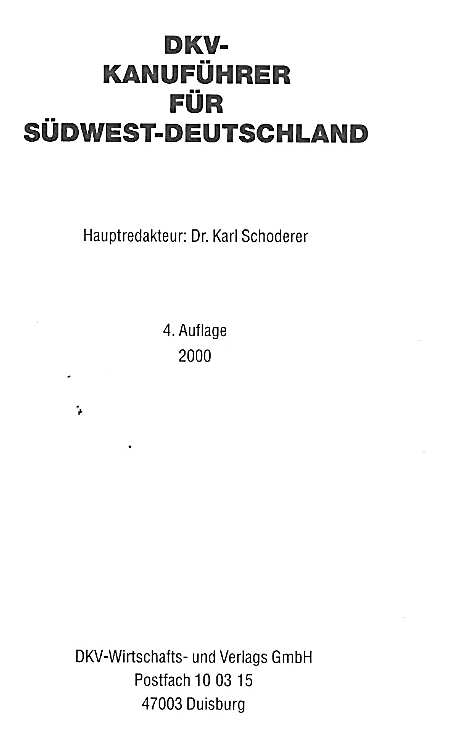 DKV-
KANUFÜHRER
FÜR
SÜDWEST-DEUTSCHLAND
Hauptredakteur: Dr. Karl Schoderer
4. Auflage
2000
DKV-Wirtschafts- und Verlags GmbH
Postfach 10 03 15
47003 Duisburg